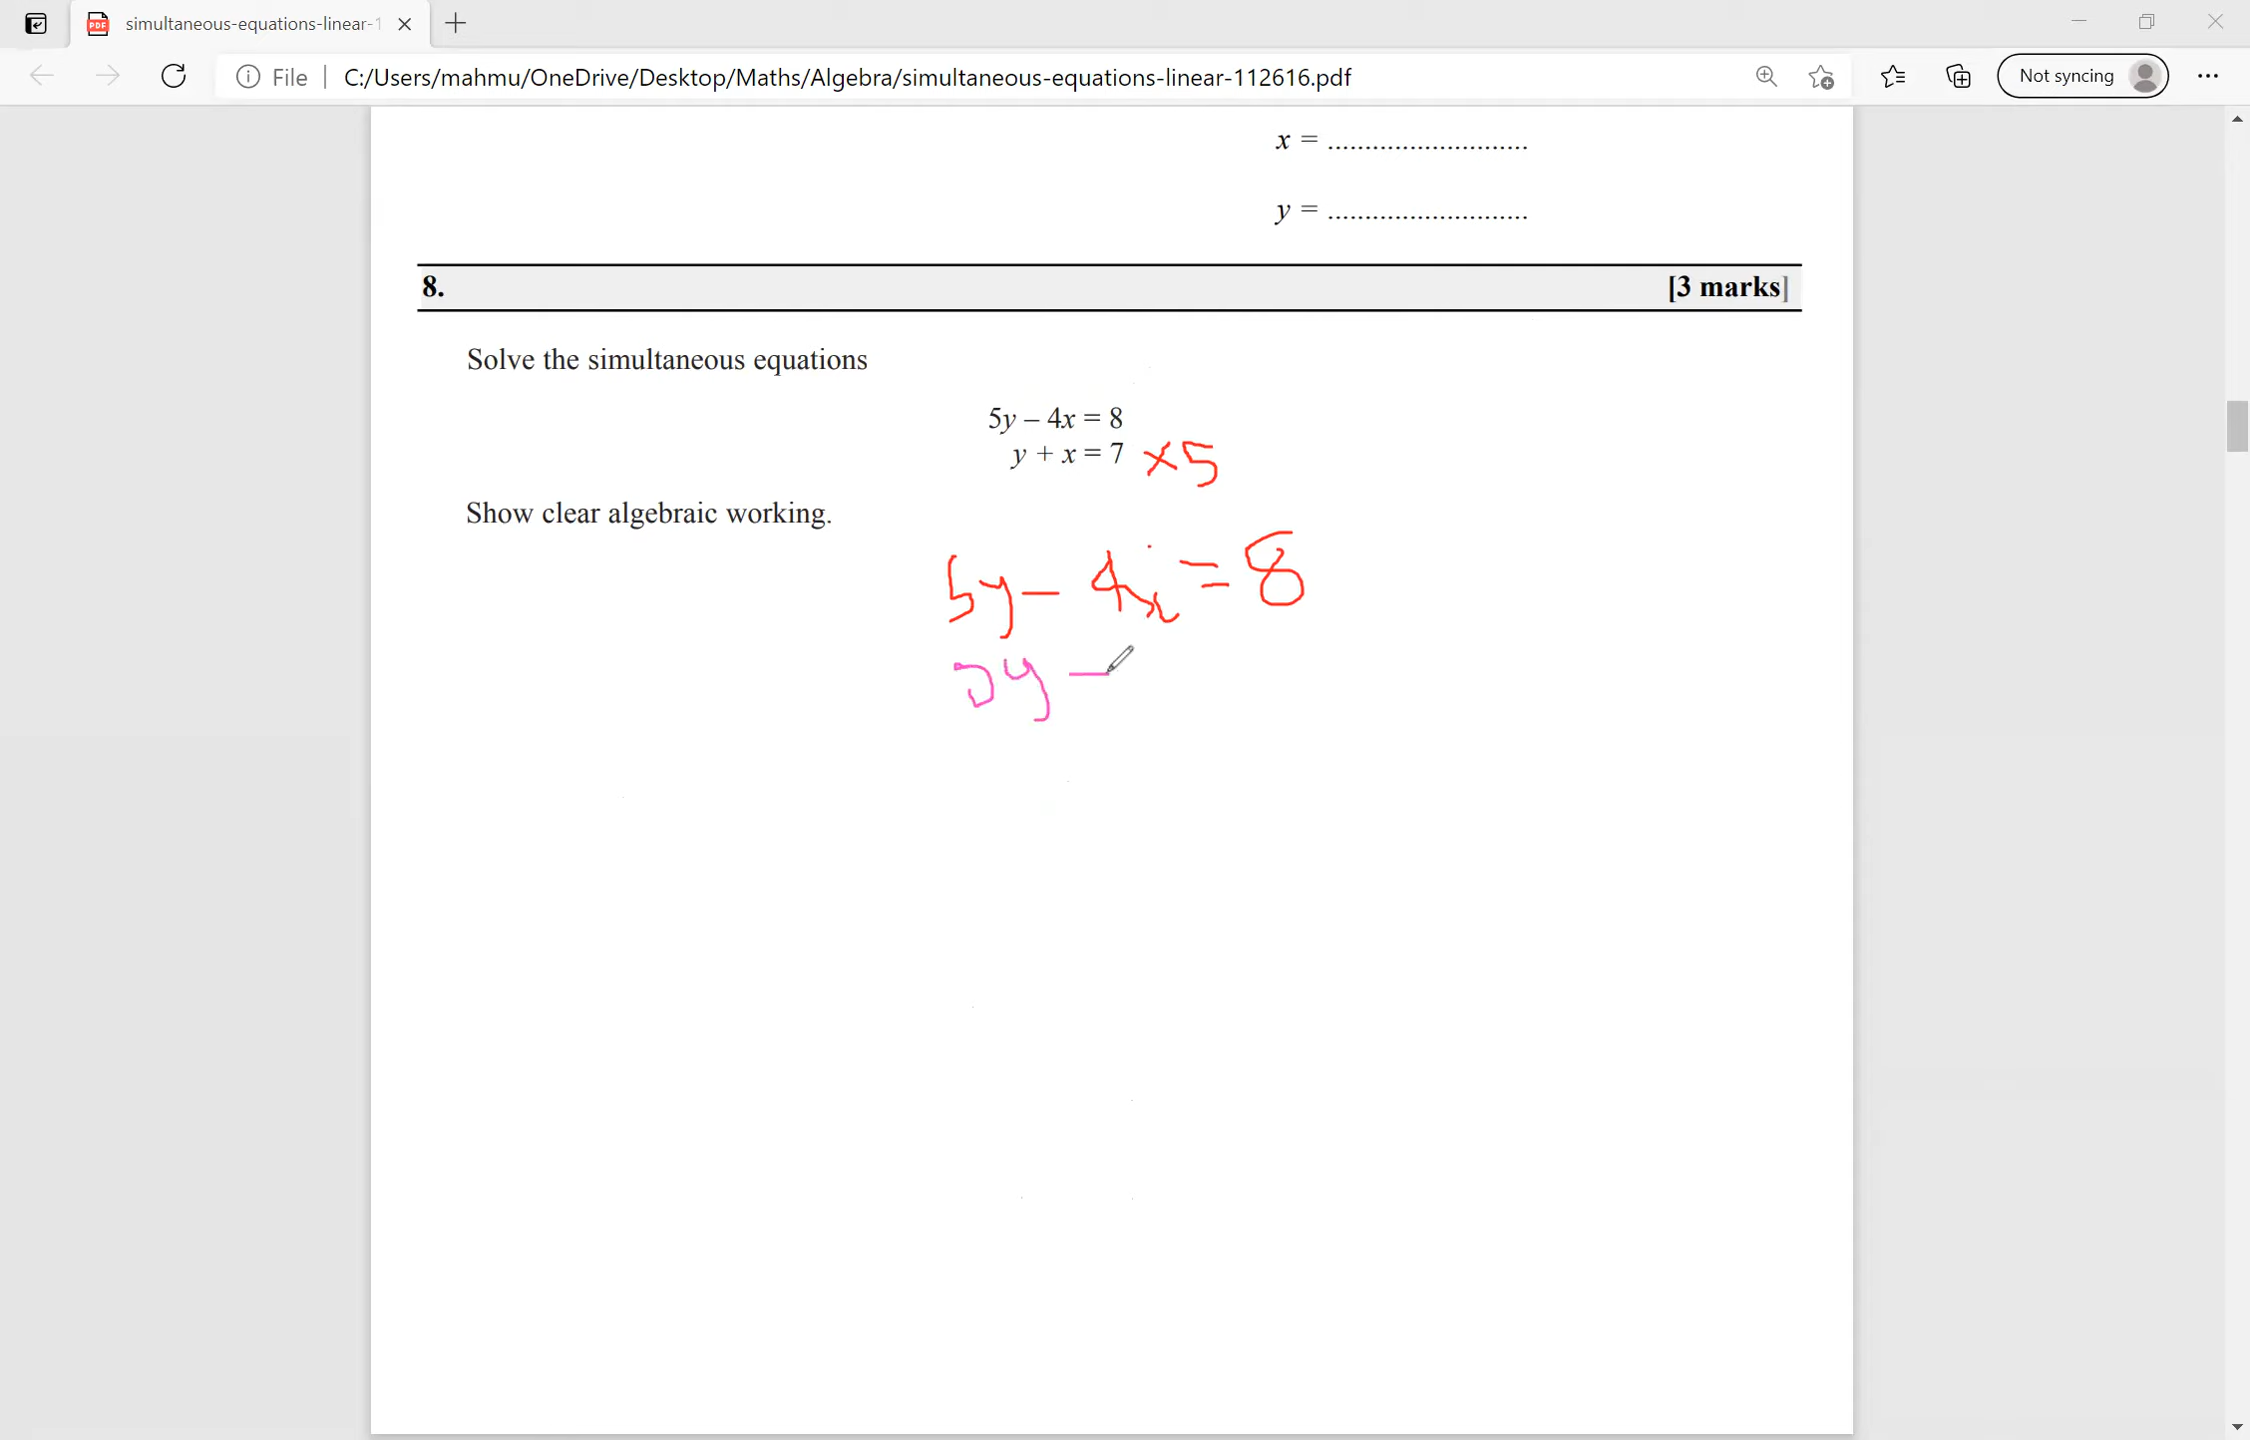 simultaneous-equations-linear-1
File
C:/Users/mahmu/OneDrive/Desktop/Maths/Algebra/simultaneous-equations-linear-112616.pdf
Not syncing
x = ..........................
y = ..........................
8. [3 marks]
Solve the simultaneous equations
5y – 4x = 8
y + x = 7 ×5
Show clear algebraic working.
5y – 4x = 8
5y –